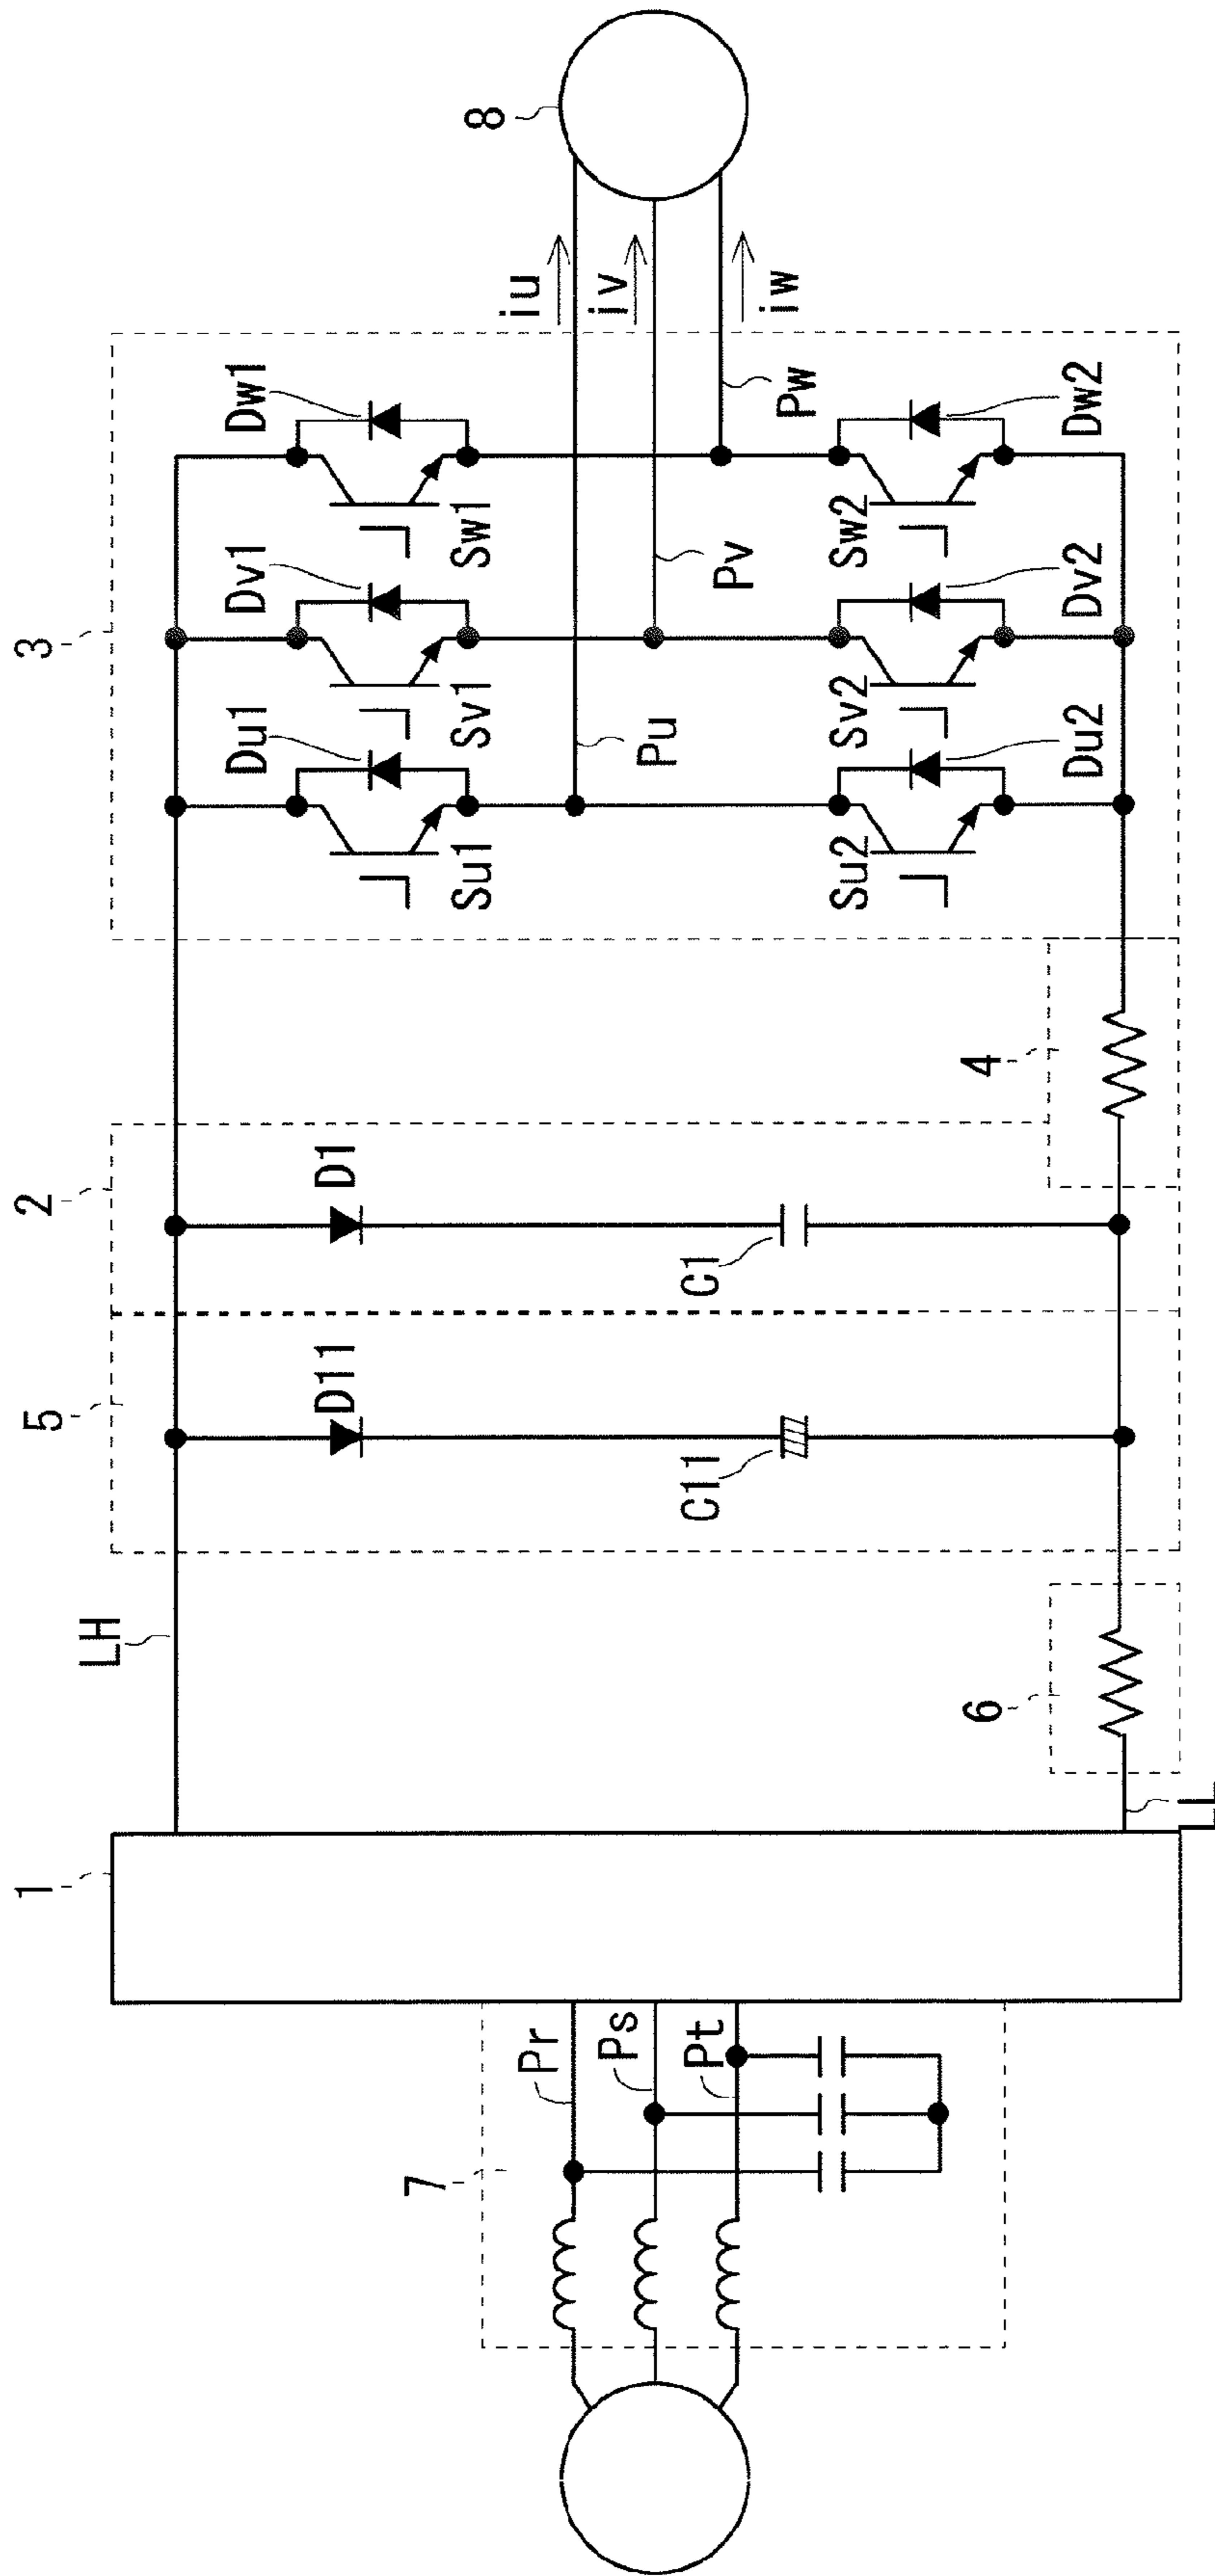 1
5
2
3
LH
D11
D1
Du1
Dv1
Dw1
8
7
Su1
Sv1
Sw1
iu
Pr
iv
Ps
Pu
Pt
C11
C1
Pv
iw
Pw
Su2
Sv2
Sw2
6
4
Du2
Dv2
Dw2
LL